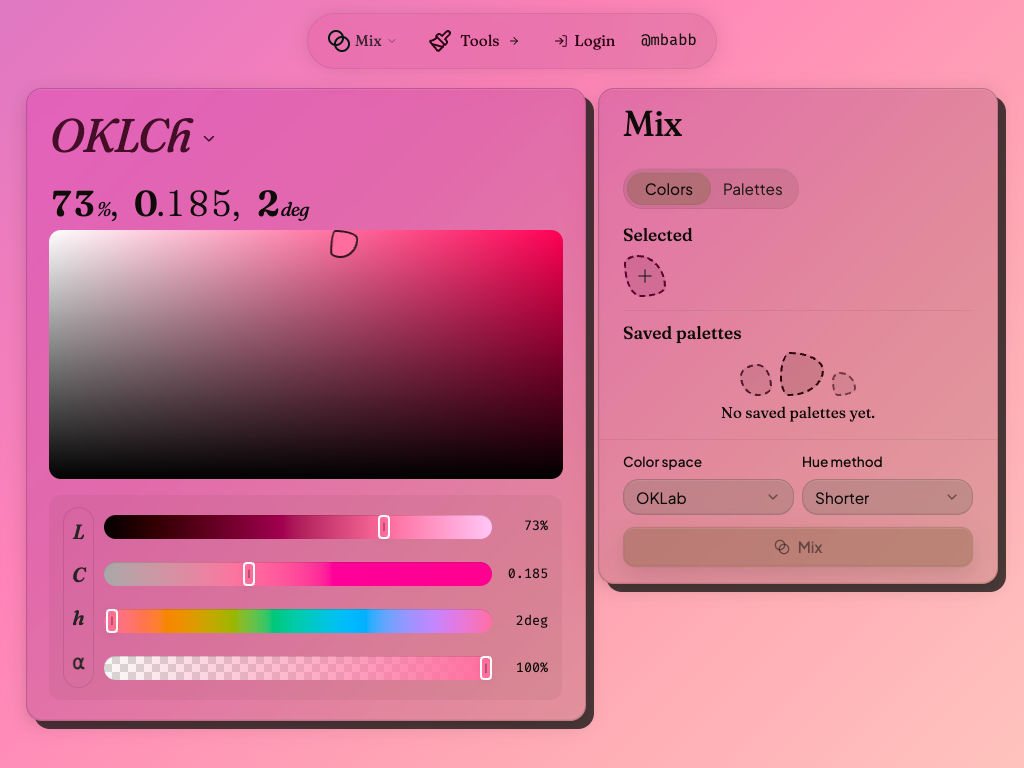 Mix Tools Login @mbabb
OKLCh
73%, 0.185, 2deg
L 73%
C 0.185
h 2deg
α 100%
Mix
Colors Palettes
Selected
Saved palettes
No saved palettes yet.
Color space Hue method
OKLab Shorter
Mix